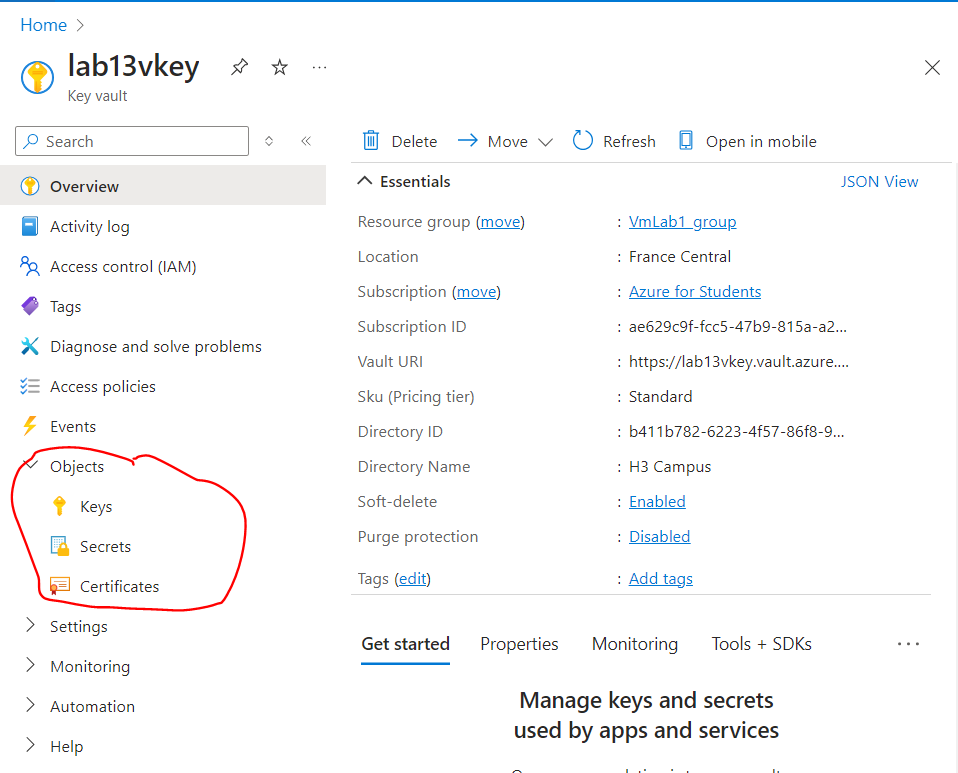 Home
lab13vkey
Key vault
Search
Overview
Activity log
Access control (IAM)
Tags
Diagnose and solve problems
Access policies
Events
Objects
Keys
Secrets
Certificates
Settings
Monitoring
Automation
Help
Delete Move Refresh Open in mobile
Essentials JSON View
Resource group (move) : VmLab1_group
Location : France Central
Subscription (move) : Azure for Students
Subscription ID : ae629c9f-fcc5-47b9-815a-a2...
Vault URI : https://lab13vkey.vault.azure....
Sku (Pricing tier) : Standard
Directory ID : b411b782-6223-4f57-86f8-9...
Directory Name : H3 Campus
Soft-delete : Enabled
Purge protection : Disabled
Tags (edit) : Add tags
Get started Properties Monitoring Tools + SDKs
Manage keys and secrets
used by apps and services